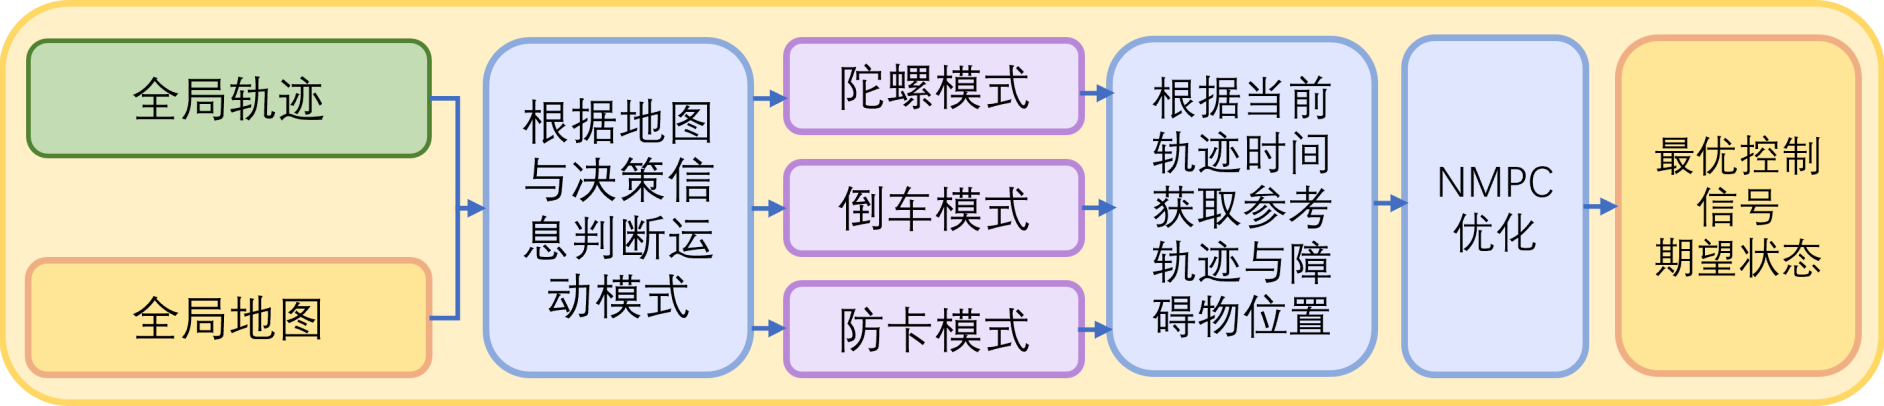 全局轨迹
全局地图
根据地图
与决策信
息判断运
动模式
陀螺模式
倒车模式
防卡模式
根据当前
轨迹时间
获取参考
轨迹与障
碍物位置
NMPC
优化
最优控制
信号
期望状态